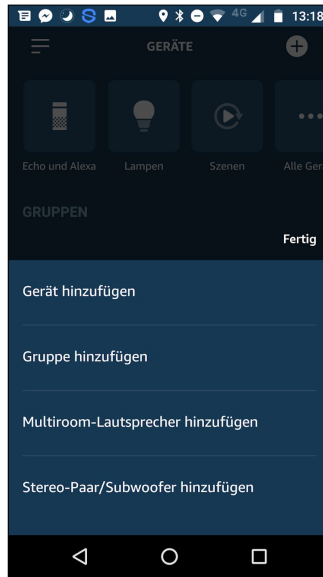 4G 13:18
GERÄTE
Echo und Alexa Lampen Szenen Alle Ger
GRUPPEN
Fertig
Gerät hinzufügen
Gruppe hinzufügen
Multiroom-Lautsprecher hinzufügen
Stereo-Paar/Subwoofer hinzufügen